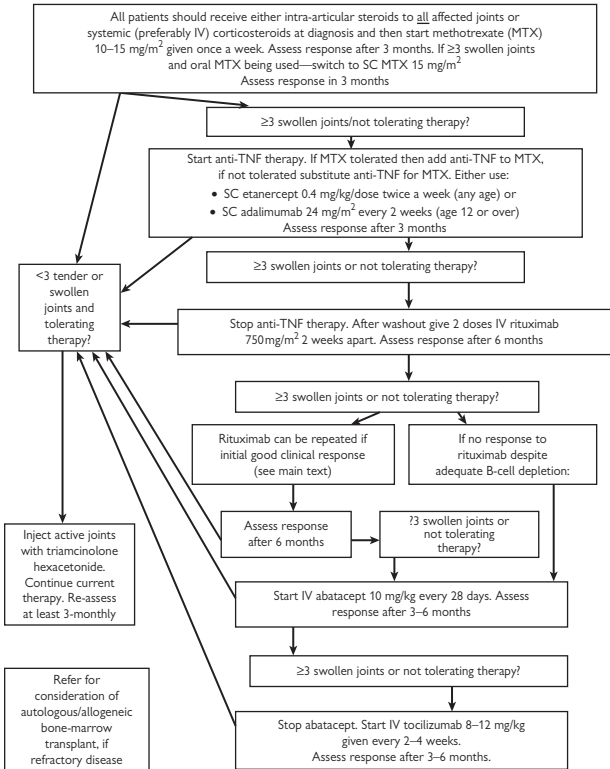 All patients should receive either intra-articular steroids to all affected joints or
systemic (preferably IV) corticosteroids at diagnosis and then start methotrexate (MTX)
10–15 mg/m² given once a week. Assess response after 3 months. If ≥3 swollen joints
and oral MTX being used—switch to SC MTX 15 mg/m²
Assess response in 3 months
≥3 swollen joints/not tolerating therapy?
Start anti-TNF therapy. If MTX tolerated then add anti-TNF to MTX,
if not tolerated substitute anti-TNF for MTX. Either use:
• SC etanercept 0.4 mg/kg/dose twice a week (any age) or
• SC adalimumab 24 mg/m² every 2 weeks (age 12 or over)
Assess response after 3 months
≥3 swollen joints or not tolerating therapy?
<3 tender or
swollen
joints and
tolerating
therapy?
Stop anti-TNF therapy. After washout give 2 doses IV rituximab
750mg/m² 2 weeks apart. Assess response after 6 months
≥3 swollen joints or not tolerating therapy?
Rituximab can be repeated if
initial good clinical response
(see main text)
If no response to
rituximab despite
adequate B-cell depletion:
Assess response
after 6 months
?3 swollen joints or
not tolerating
therapy?
Inject active joints
with triamcinolone
hexacetonide.
Continue current
therapy. Re-assess
at least 3-monthly
Start IV abatacept 10 mg/kg every 28 days. Assess
response after 3–6 months
≥3 swollen joints or not tolerating therapy?
Refer for
consideration of
autologous/allogeneic
bone-marrow
transplant, if
refractory disease
Stop abatacept. Start IV tocilizumab 8–12 mg/kg
given every 2–4 weeks.
Assess response after 3–6 months.